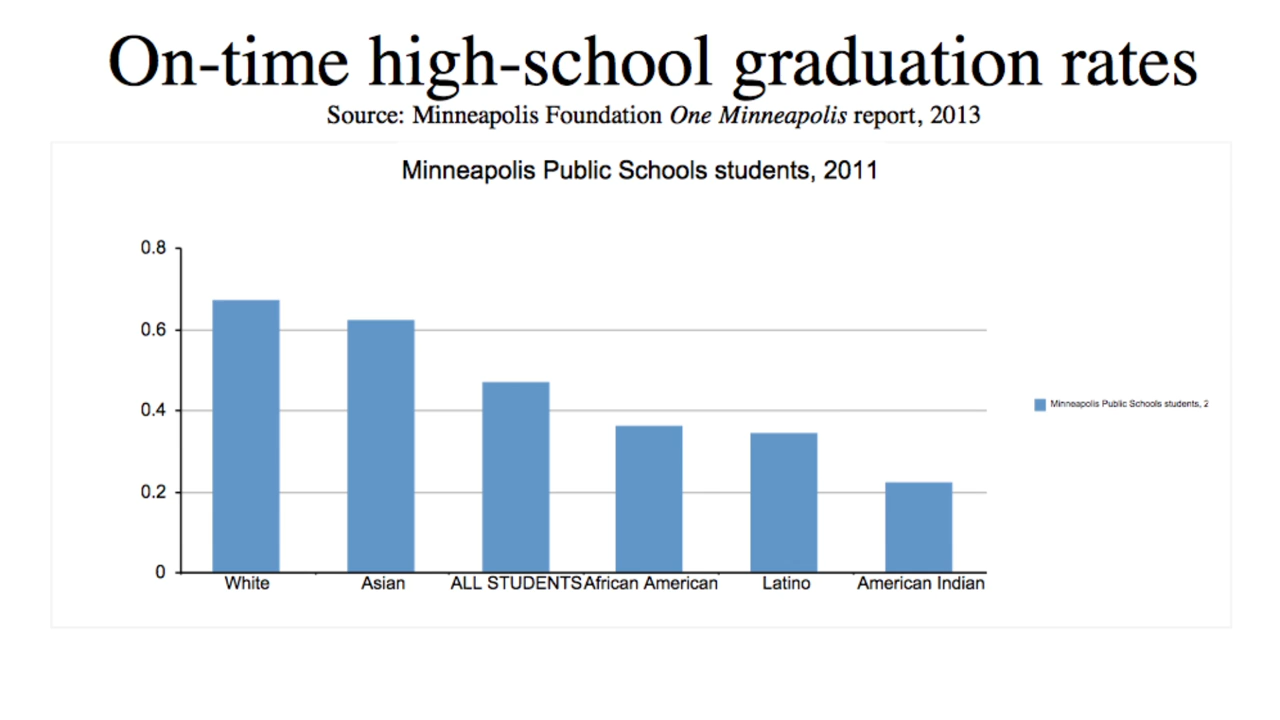 On-time high-school graduation rates
Source: Minneapolis Foundation One Minneapolis report, 2013
Minneapolis Public Schools students, 2011
0.8
0.6
0.4
0.2
0
White Asian ALL STUDENTS African American Latino American Indian
Minneapolis Public Schools students, 2